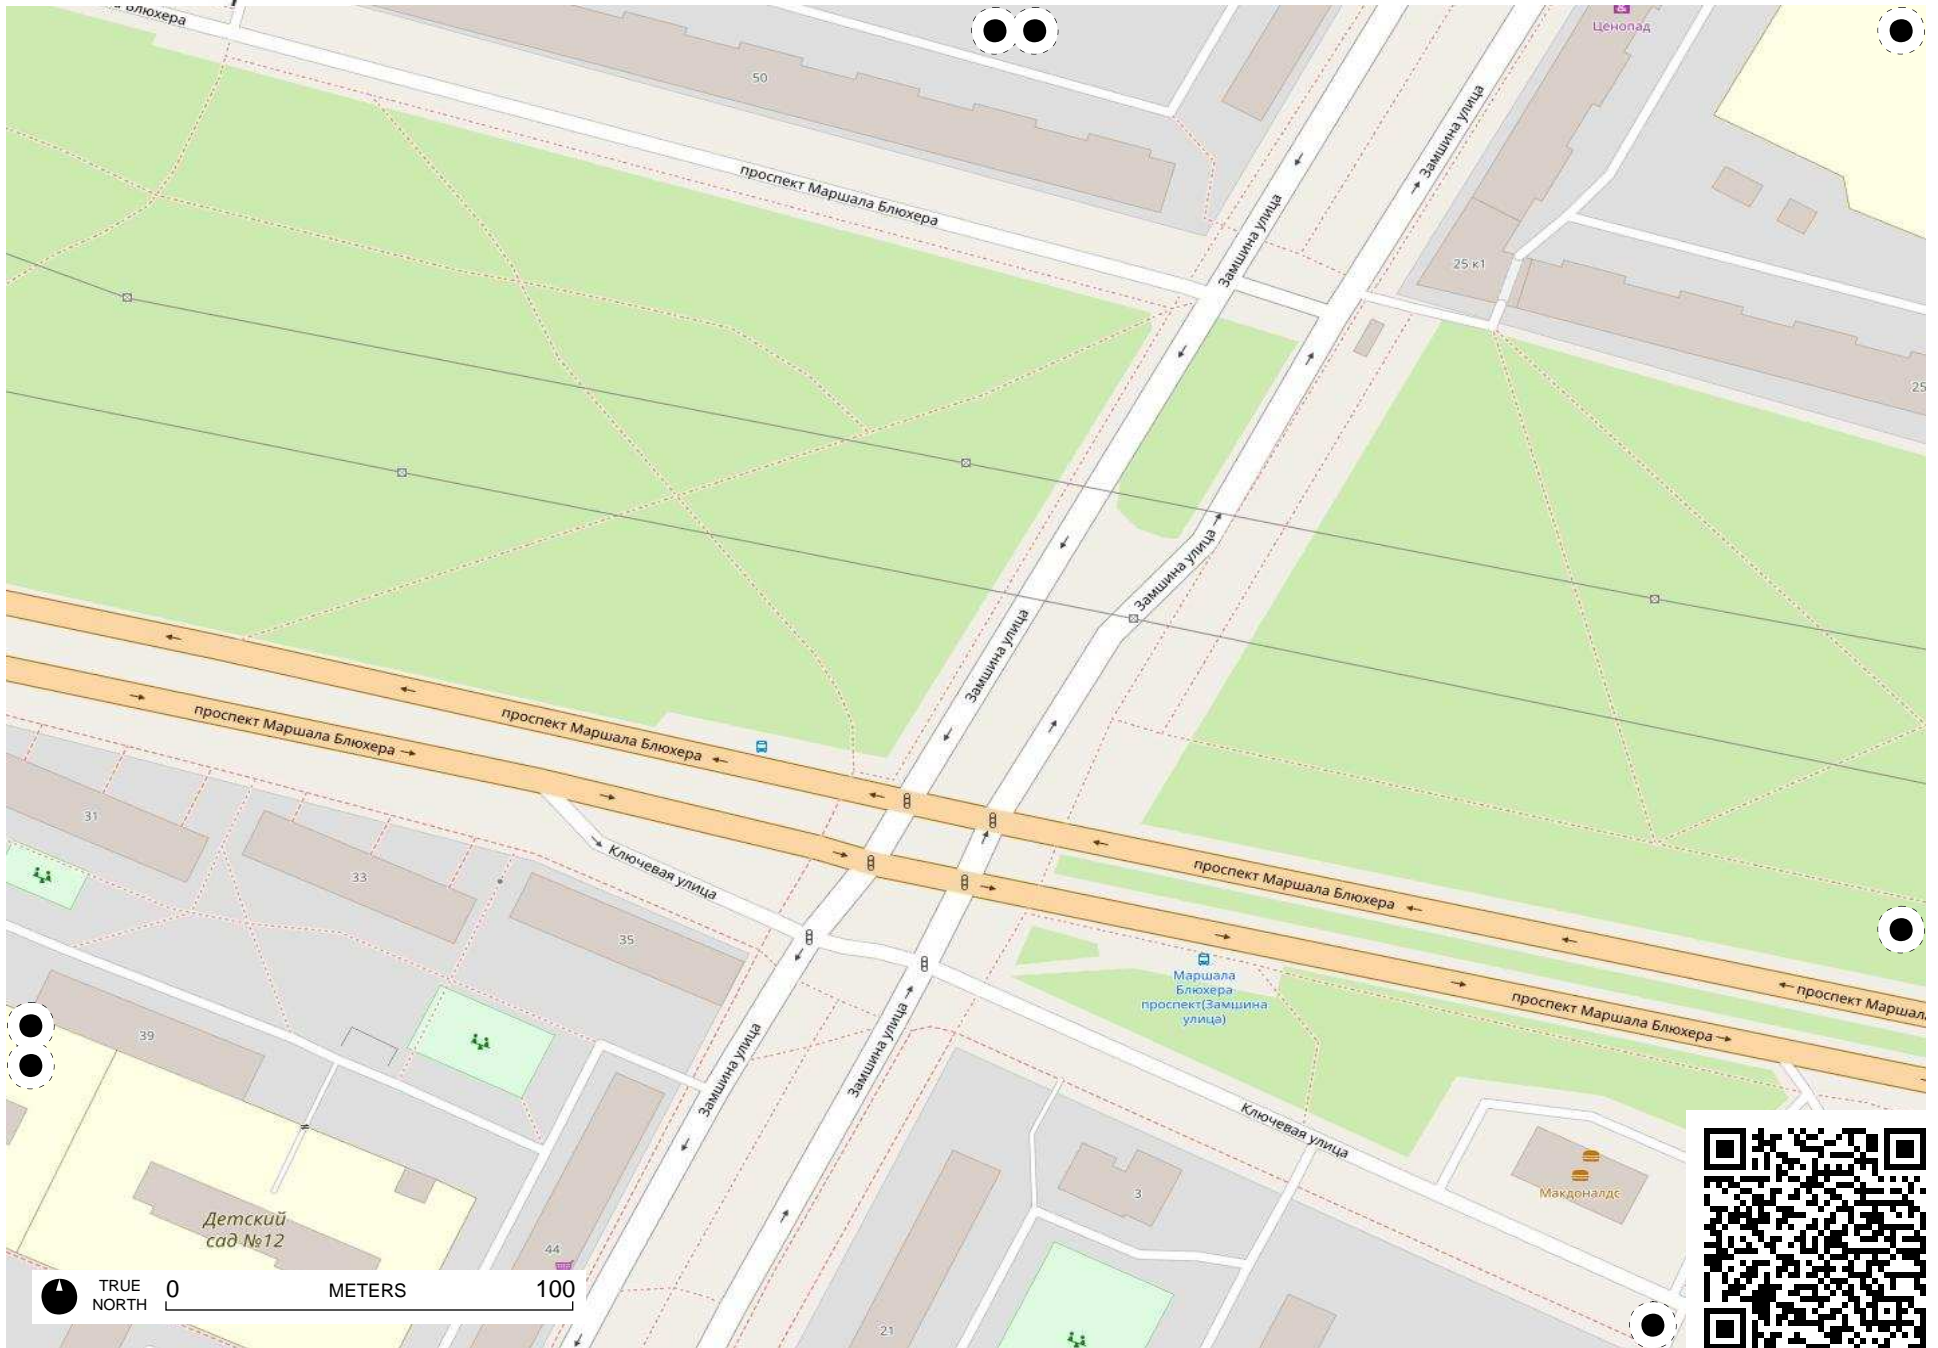 Блюхера
Ценопад
50
Замшина улица
проспект Маршала Блюхера
Замшина улица
25 к1
25
Замшина улица
Замшина улица
проспект Маршала Блюхера
проспект Маршала Блюхера
31
33
Ключевая улица
проспект Маршала Блюхера
35
Маршала
Блюхера
проспект(Замшина
улица)
проспект Маршала Блюхера
проспект Маршал
39
Замшина улица
Замшина улица
Ключевая улица
3
Макдоналдс
Детский
сад №12
44
21
TRUE
NORTH
0 METERS 100